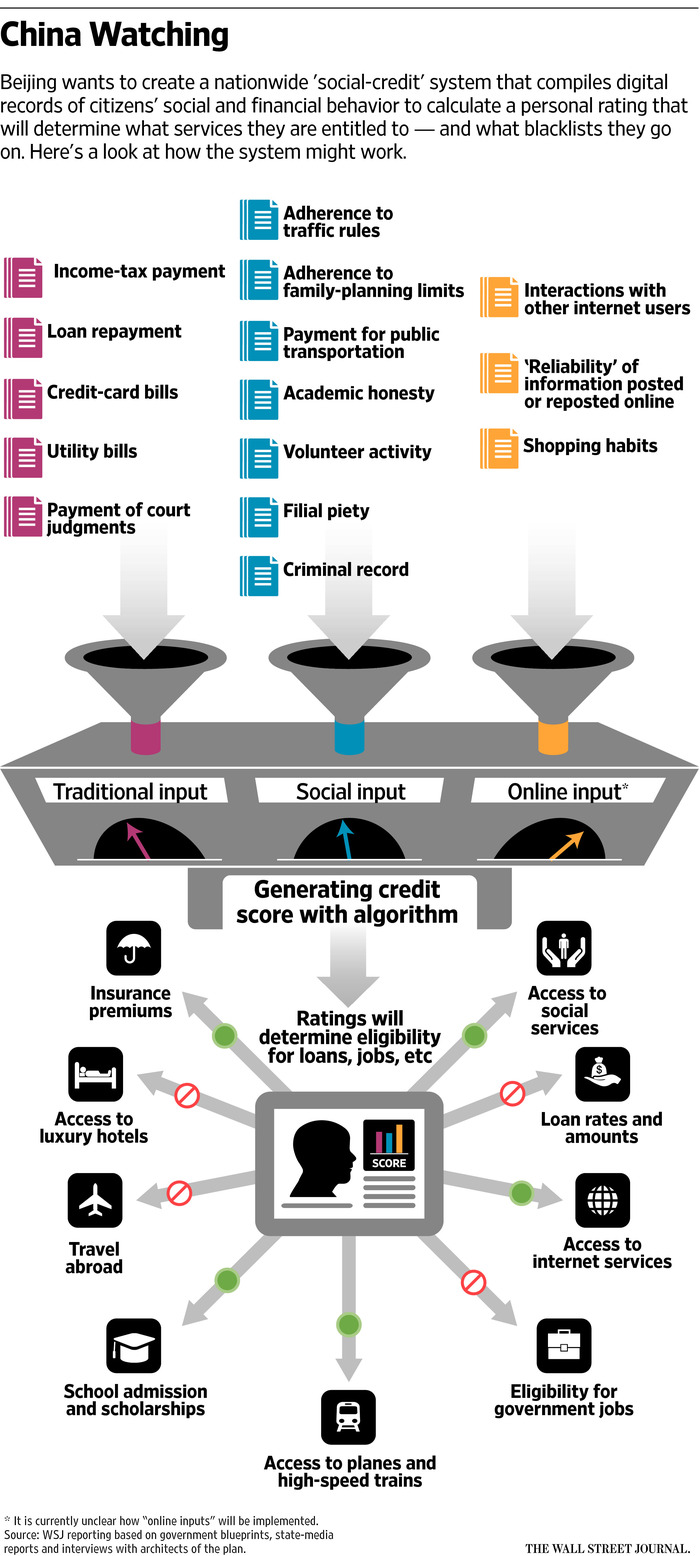 China Watching
Beijing wants to create a nationwide ’social-credit’ system that compiles digital
records of citizens’ social and financial behavior to calculate a personal rating that
will determine what services they are entitled to — and what blacklists they go
on. Here’s a look at how the system might work.
Income-tax payment
Loan repayment
Credit-card bills
Utility bills
Payment of court
judgments
Adherence to
traffic rules
Adherence to
family-planning limits
Payment for public
transportation
Academic honesty
Volunteer activity
Filial piety
Criminal record
Interactions with
other internet users
‘Reliability’ of
information posted
or reposted online
Shopping habits
Traditional input
Social input
Online input*
Generating credit
score with algorithm
Ratings will
determine eligibility
for loans, jobs, etc
Insurance
premiums
Access to
social
services
Access to
luxury hotels
Loan rates and
amounts
SCORE
Travel
abroad
Access to
internet services
School admission
and scholarships
Eligibility for
government jobs
Access to planes and
high-speed trains
* It is currently unclear how “online inputs” will be implemented.
Source: WSJ reporting based on government blueprints, state-media
reports and interviews with architects of the plan.
THE WALL STREET JOURNAL.